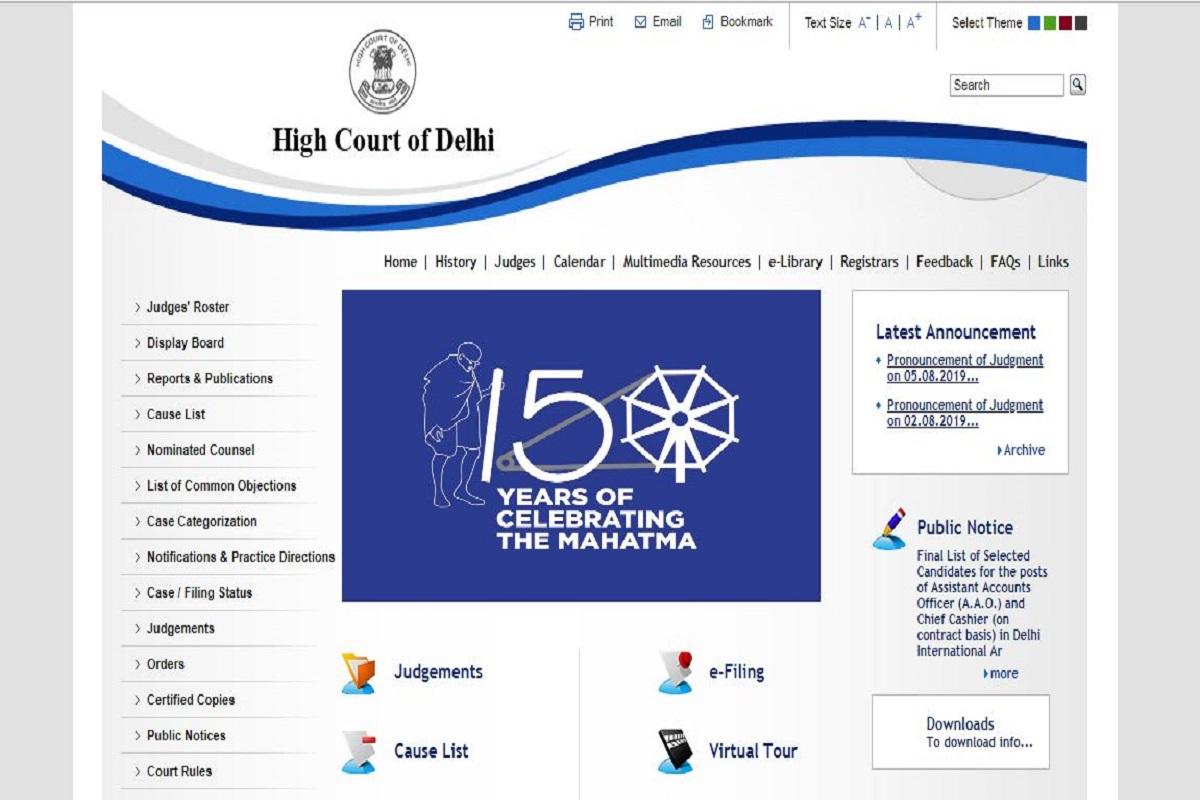 Print
Email
Bookmark
Text Size A- | A | A+
Select Theme
HIGH COURT OF DELHI
Search
High Court of Delhi
Home | History | Judges | Calendar | Multimedia Resources | e-Library | Registrars | Feedback | FAQs | Links
Judges' Roster
Display Board
Reports & Publications
Cause List
Nominated Counsel
List of Common Objections
Case Categorization
Notifications & Practice Directions
Case / Filing Status
Judgements
Orders
Certified Copies
Public Notices
Court Rules
150
YEARS OF
CELEBRATING
THE MAHATMA
Judgements
e-Filing
Cause List
Virtual Tour
Latest Announcement
Pronouncement of Judgment
on 05.08.2019...
Pronouncement of Judgment
on 02.08.2019...
Archive
Public Notice
Final List of Selected
Candidates for the posts
of Assistant Accounts
Officer (A.A.O.) and
Chief Cashier (on
contract basis) in Delhi
International Ar
more
Downloads
To download info...